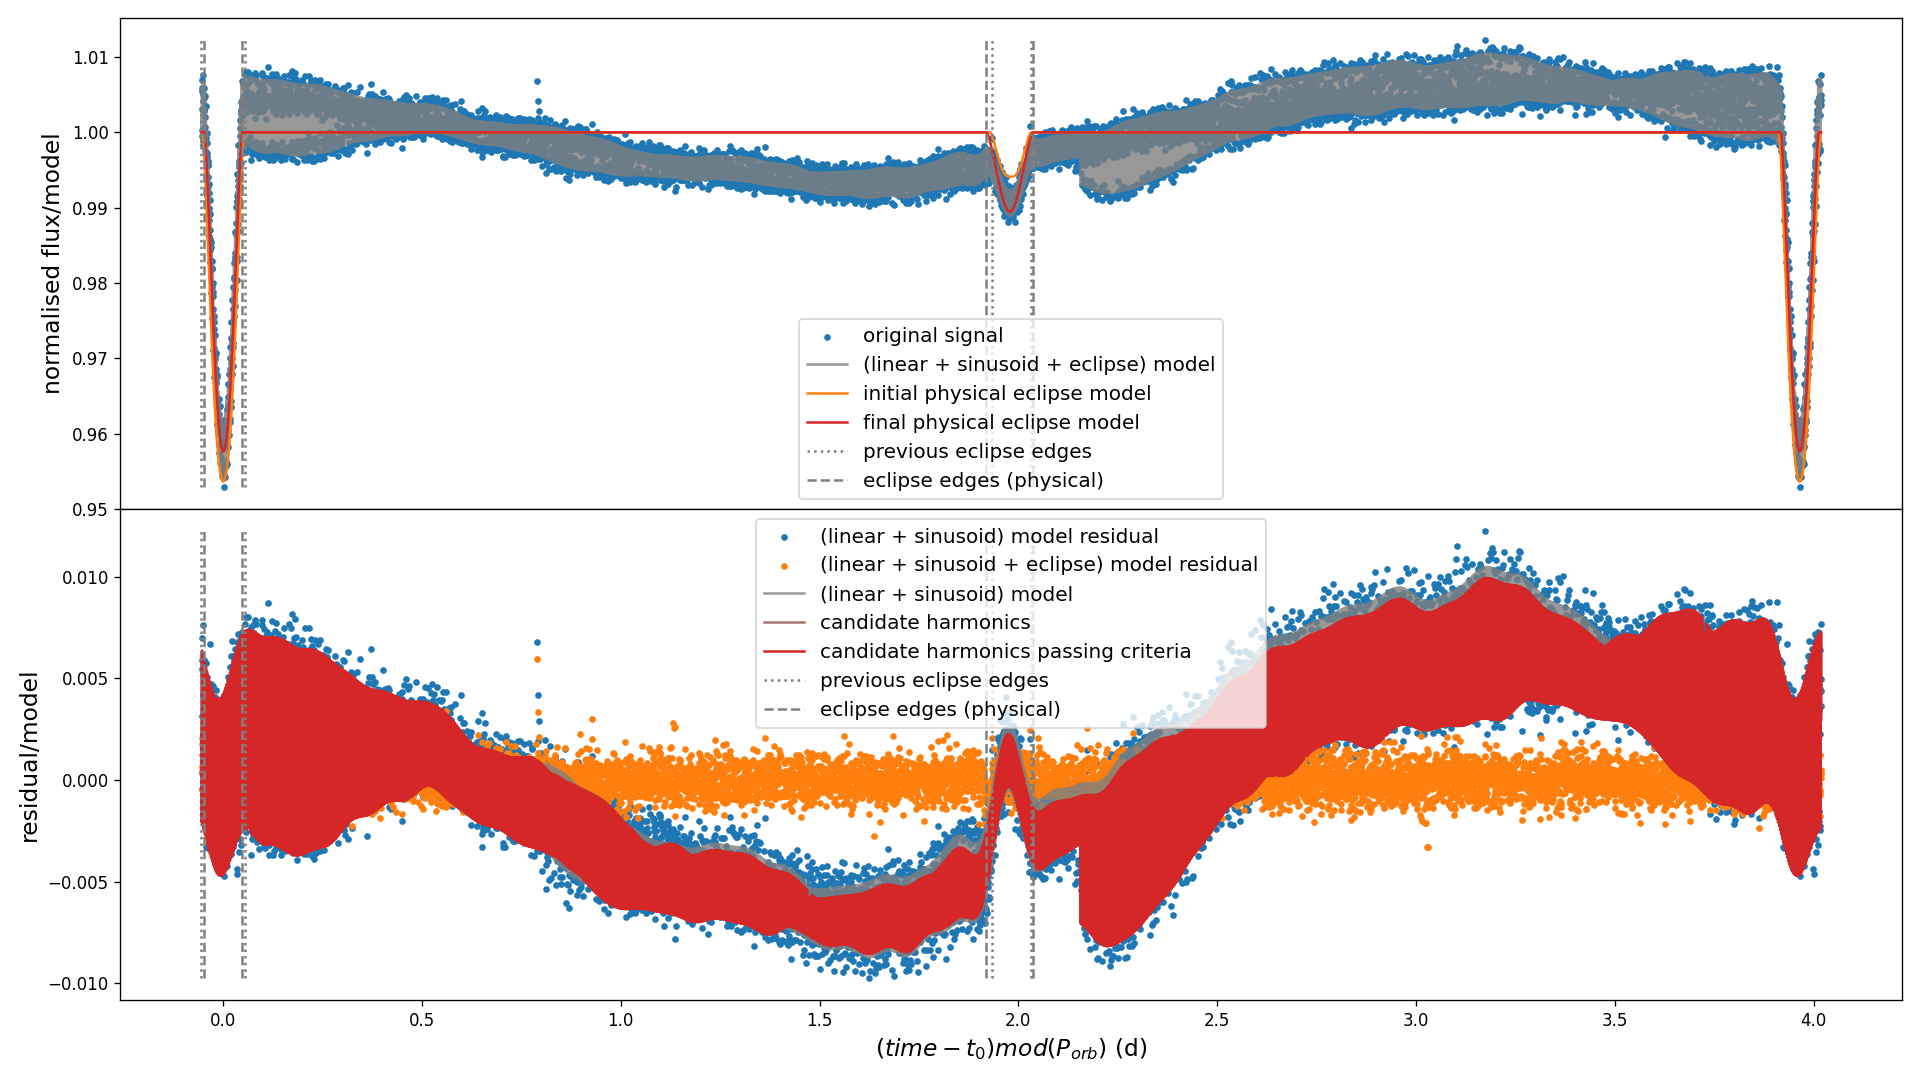 normalised flux/model
1.01
1.00
0.99
0.98
0.97
0.96
0.95
original signal
(linear + sinusoid + eclipse) model
initial physical eclipse model
final physical eclipse model
previous eclipse edges
eclipse edges (physical)
residual/model
0.010
0.005
0.000
−0.005
−0.010
(linear + sinusoid) model residual
(linear + sinusoid + eclipse) model residual
(linear + sinusoid) model
candidate harmonics
candidate harmonics passing criteria
previous eclipse edges
eclipse edges (physical)
0.0 0.5 1.0 1.5 2.0 2.5 3.0 3.5 4.0
(time − t₀)mod(P_orb) (d)